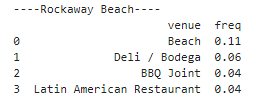 ----Rockaway Beach----
venue freq
0 Beach 0.11
1 Deli / Bodega 0.06
2 BBQ Joint 0.04
3 Latin American Restaurant 0.04